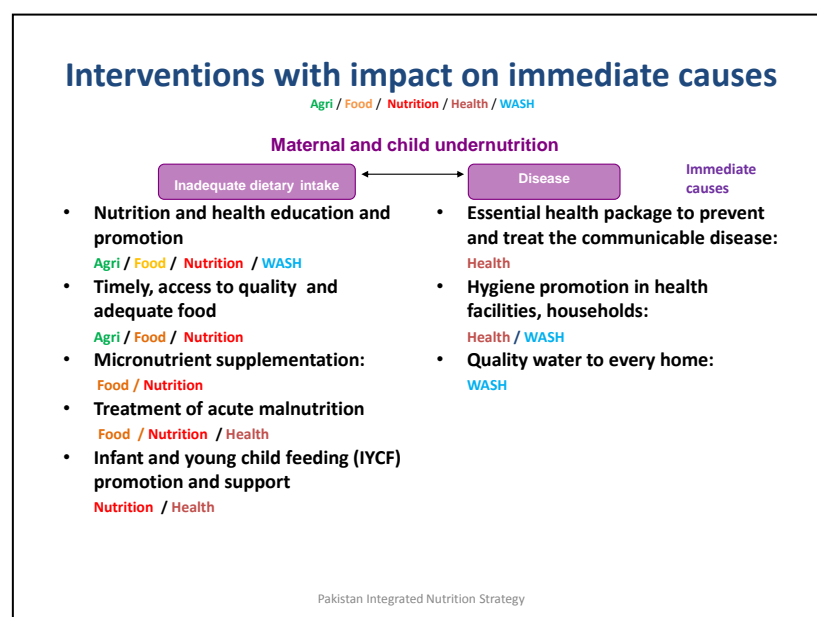 Interventions with impact on immediate causes
Agri / Food / Nutrition / Health / WASH
Maternal and child undernutrition
Inadequate dietary intake
Disease
Immediate
causes
• Nutrition and health education and
promotion
Agri / Food / Nutrition / WASH
• Timely, access to quality and
adequate food
Agri / Food / Nutrition
• Micronutrient supplementation:
Food / Nutrition
• Treatment of acute malnutrition
Food / Nutrition / Health
• Infant and young child feeding (IYCF)
promotion and support
Nutrition / Health
• Essential health package to prevent
and treat the communicable disease:
Health
• Hygiene promotion in health
facilities, households:
Health / WASH
• Quality water to every home:
WASH
Pakistan Integrated Nutrition Strategy